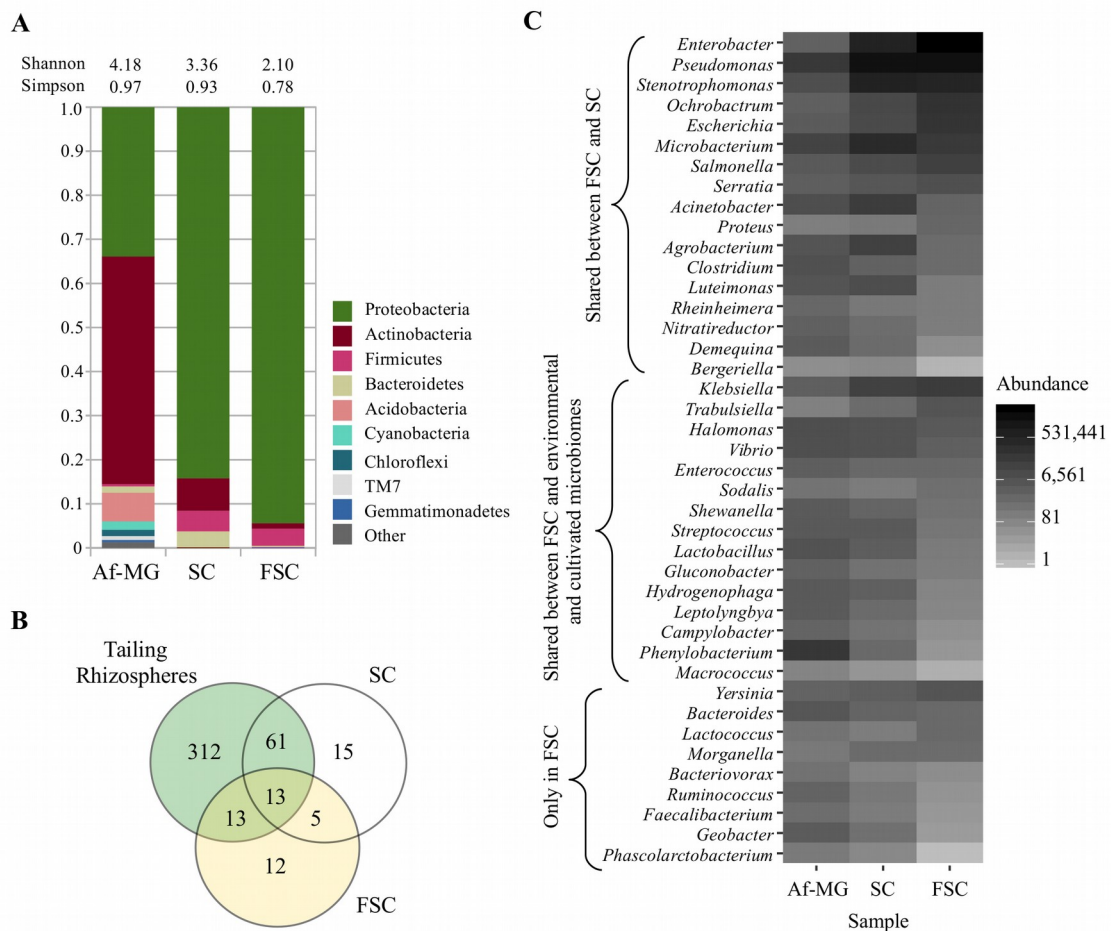 A
Shannon 4.18 3.36 2.10
Simpson 0.97 0.93 0.78
1.0
0.9
0.8
0.7
0.6
0.5
0.4
0.3
0.2
0.1
0
Af-MG SC FSC
Proteobacteria
Actinobacteria
Firmicutes
Bacteroidetes
Acidobacteria
Cyanobacteria
Chloroflexi
TM7
Gemmatimonadetes
Other
B
Tailing
Rhizospheres
SC
312
61
15
13
13
5
12
FSC
C
Shared between FSC and SC
Enterobacter
Pseudomonas
Stenotrophomonas
Ochrobactrum
Escherichia
Microbacterium
Salmonella
Serratia
Acinetobacter
Proteus
Agrobacterium
Clostridium
Luteimonas
Rheinheimera
Nitratireductor
Demequina
Bergeriella
Shared between FSC and environmental
and cultivated microbiomes
Klebsiella
Trabulsiella
Halomonas
Vibrio
Enterococcus
Sodalis
Shewanella
Streptococcus
Lactobacillus
Gluconobacter
Hydrogenophaga
Leptolyngbya
Campylobacter
Phenylobacterium
Macrococcus
Only in FSC
Yersinia
Bacteroides
Lactococcus
Morganella
Bacteriovorax
Ruminococcus
Faecalibacterium
Geobacter
Phascolarctobacterium
Af-MG SC FSC
Sample
Abundance
531,441
6,561
81
1